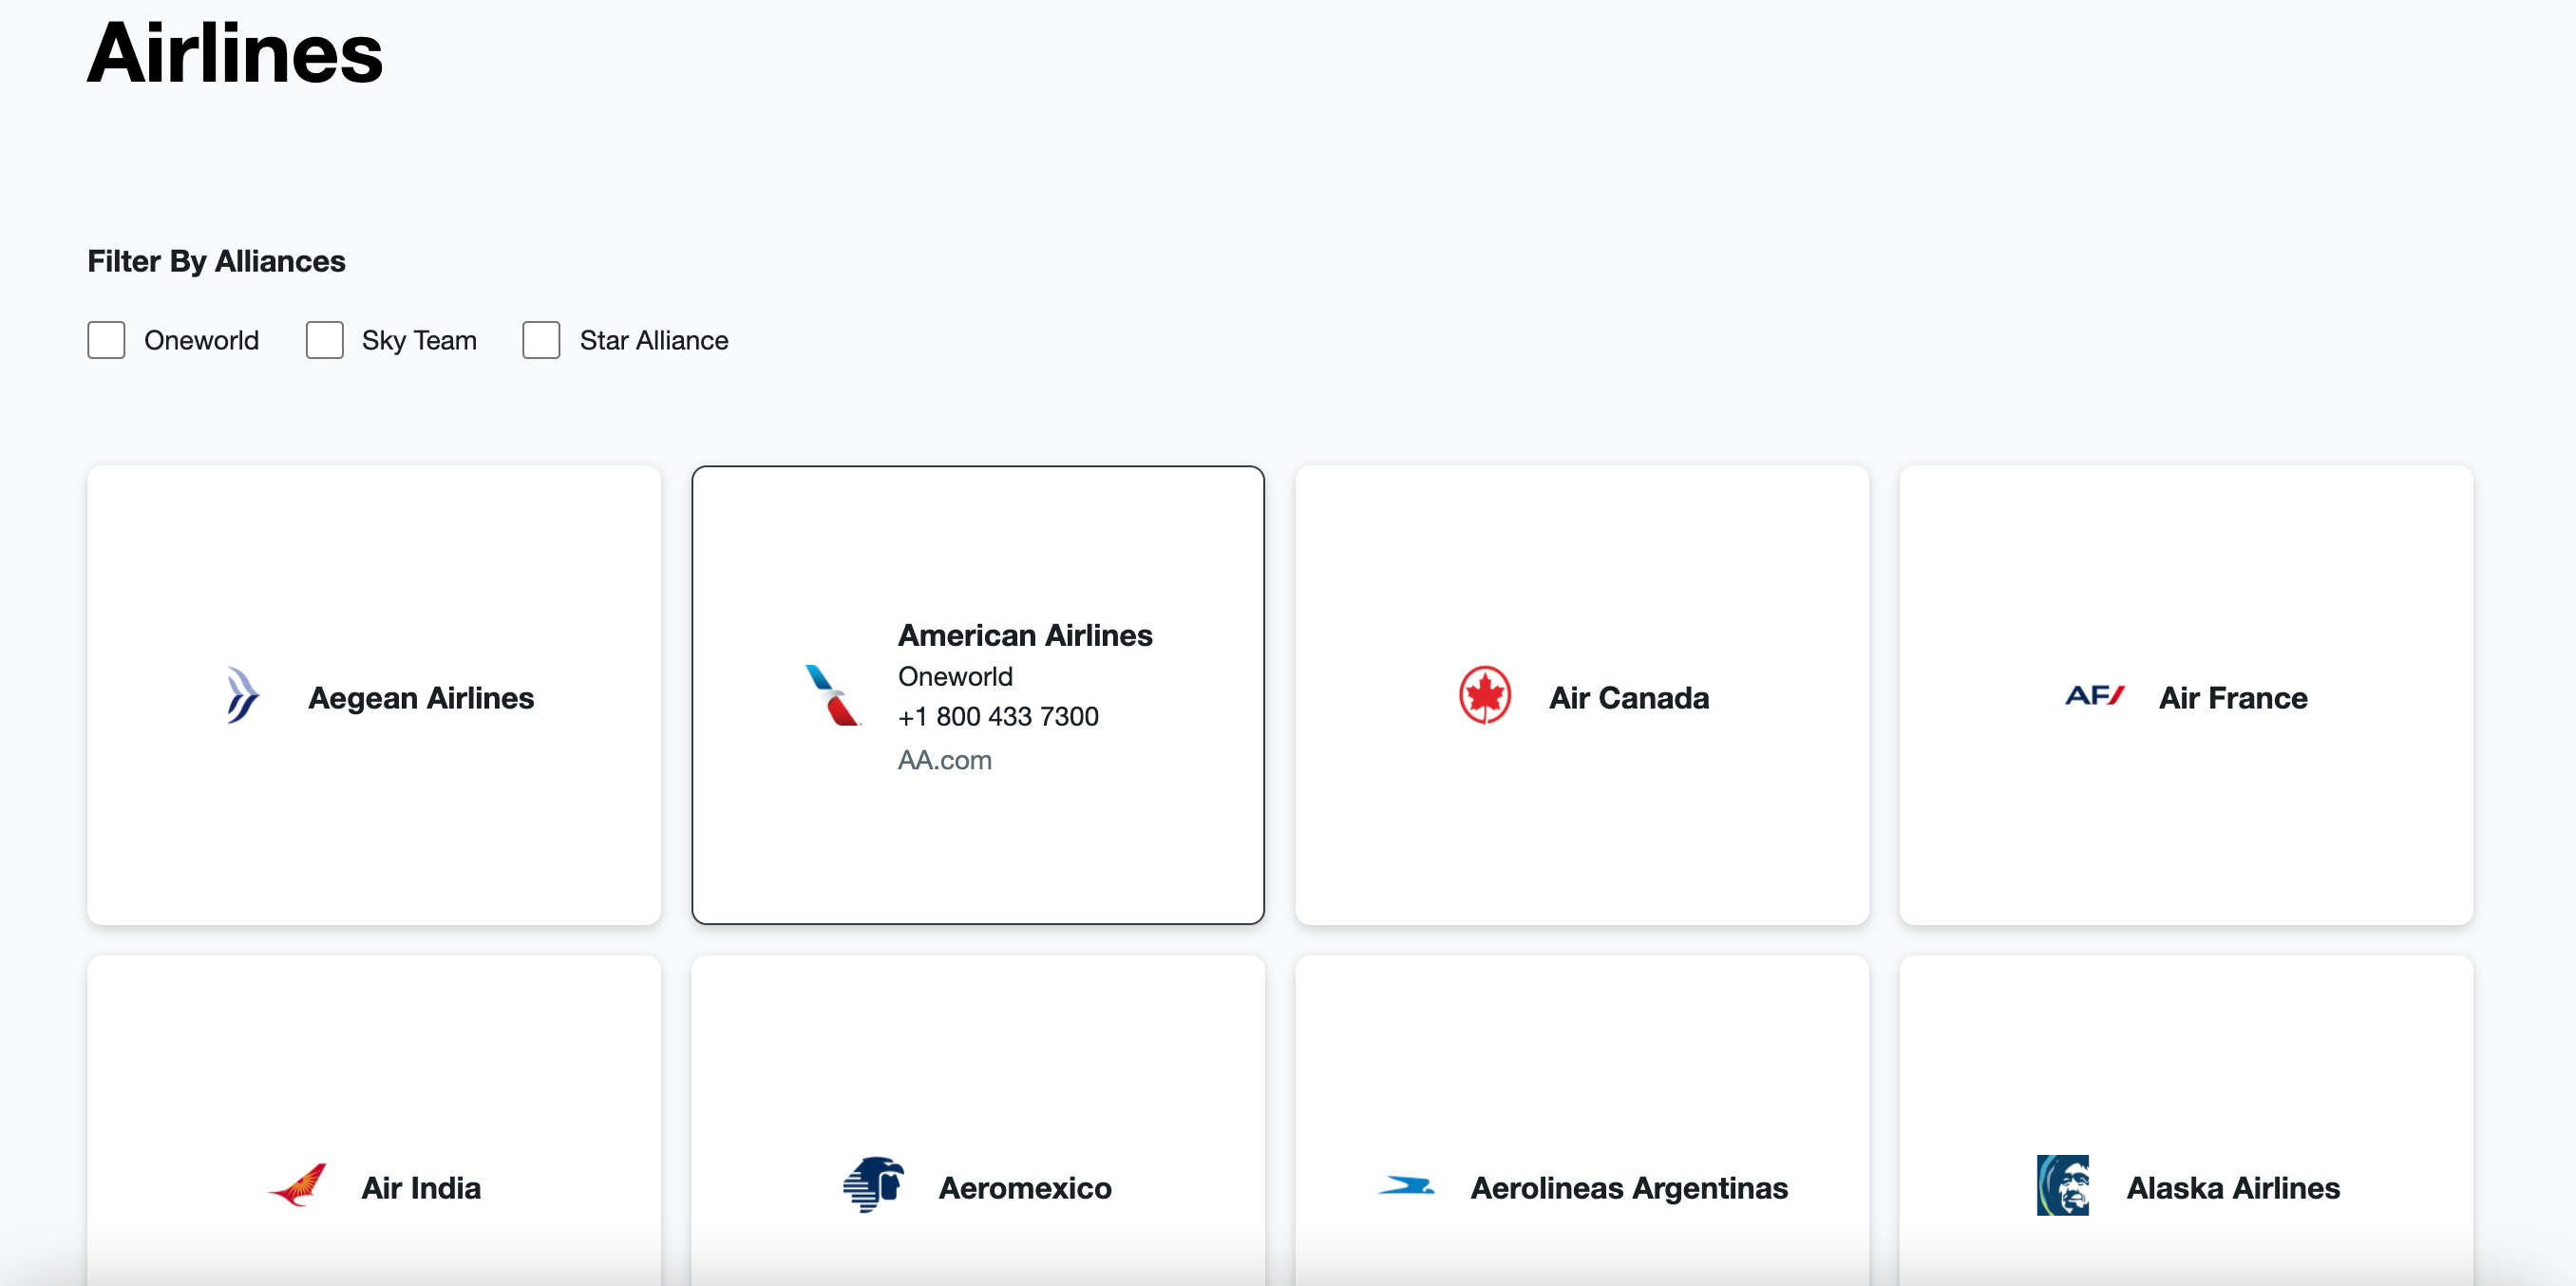 Airlines
Filter By Alliances
Oneworld
Sky Team
Star Alliance
Aegean Airlines
American Airlines
Oneworld
+1 800 433 7300
AA.com
Air Canada
AF
Air France
Air India
Aeromexico
Aerolineas Argentinas
Alaska Airlines